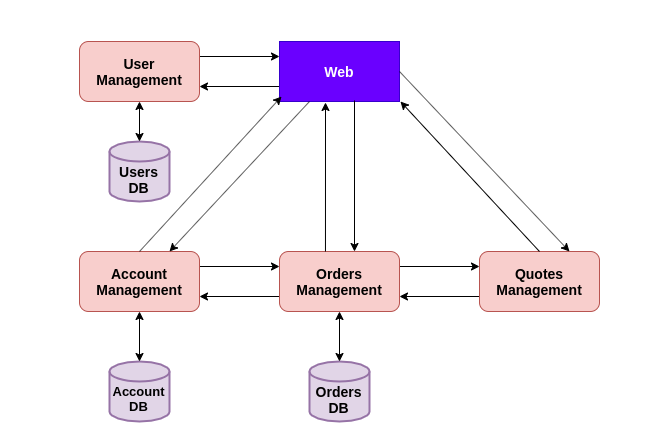 User
Management
Web
Users
DB
Account
Management
Orders
Management
Quotes
Management
Account
DB
Orders
DB